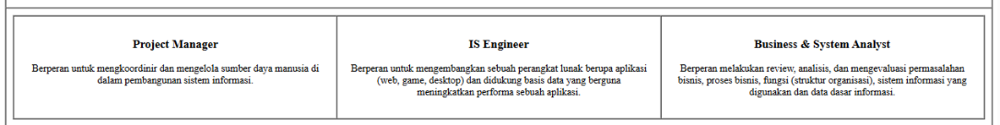 Project Manager
Berperan untuk mengkoordinir dan mengelola sumber daya manusia di
dalam pembangunan sistem informasi.
IS Engineer
Berperan untuk mengembangkan sebuah perangkat lunak berupa aplikasi
(web, game, desktop) dan didukung basis data yang berguna
meningkatkan performa sebuah aplikasi.
Business & System Analyst
Berperan melakukan review, analisis, dan mengevaluasi permasalahan
bisnis, proses bisnis, fungsi (struktur organisasi), sistem informasi yang
digunakan dan data dasar informasi.